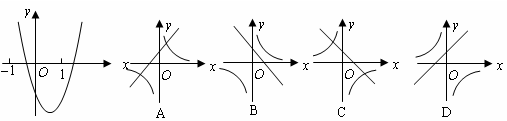 y y y y y
−1 O 1 x O x O x O x O x
A B C D